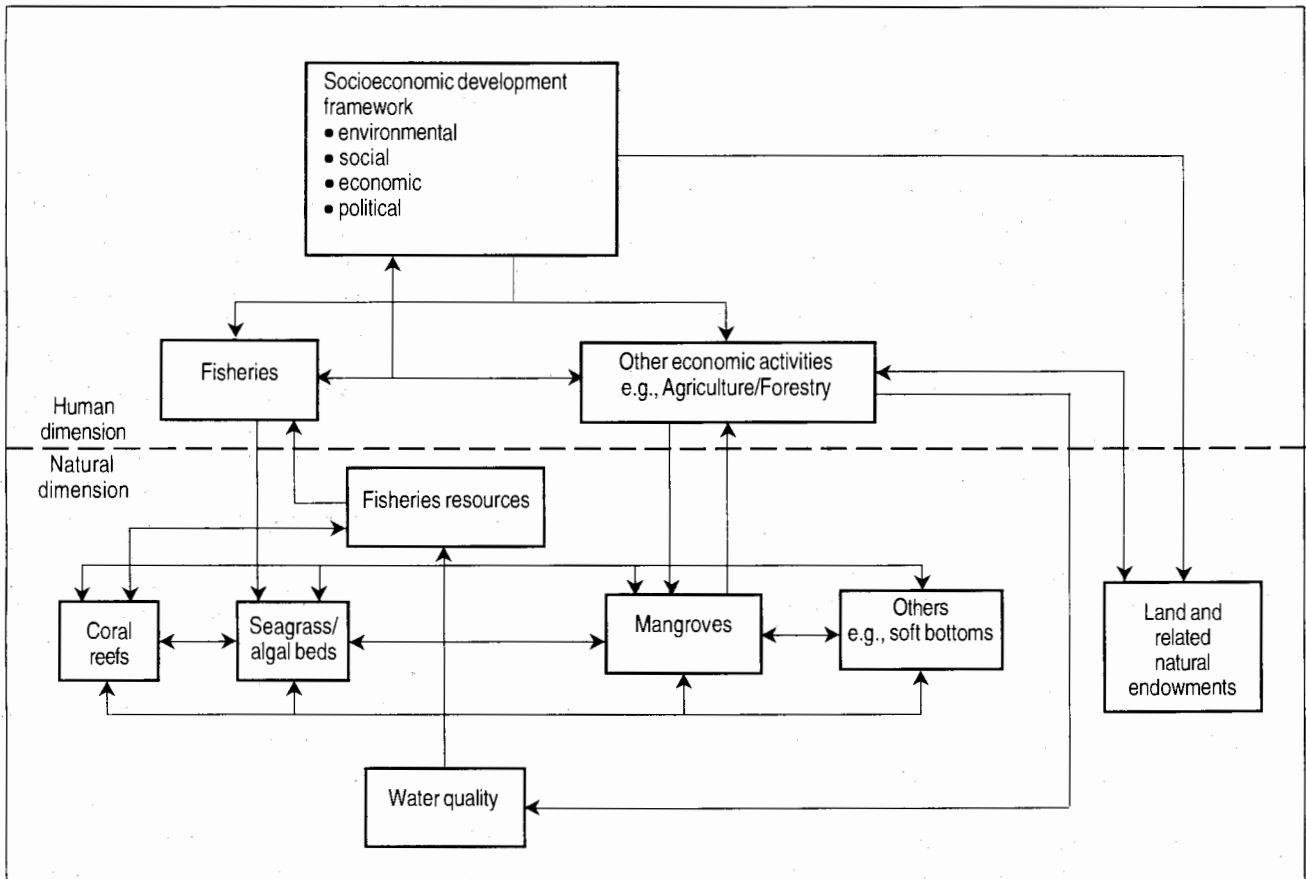 Socioeconomic development
framework
● environmental
● social
● economic
● political
Fisheries
Other economic activities
e.g., Agriculture/Forestry
Human
dimension
Natural
dimension
Fisheries resources
Coral
reefs
Seagrass/
algal beds
Mangroves
Others
e.g., soft bottoms
Land and
related
natural
endowments
Water quality